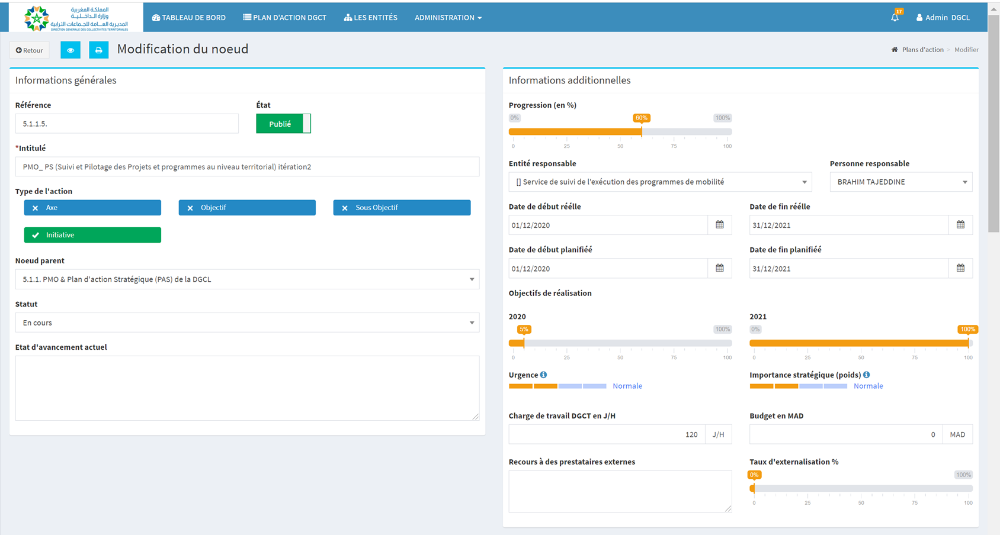 المملكة المغربية
وزارة الداخلية
المديرية العامة للجماعات الترابية
DIRECTION GENERALE DES COLLECTIVITES TERRITORIALES
TABLEAU DE BORD
PLAN D'ACTION DGCT
LES ENTITÉS
ADMINISTRATION
17
Admin DGCL
Retour
Modification du noeud
Plans d'action > Modifier
Informations générales
Référence
État
5.1.1.5.
Publié
*Intitulé
PMO_ PS (Suivi et Pilotage des Projets et programmes au niveau territorial) itération2
Type de l'action
Axe
Objectif
Sous Objectif
Initiative
Noeud parent
5.1.1. PMO & Plan d'action Stratégique (PAS) de la DGCL
Statut
En cours
Etat d'avancement actuel
Informations additionnelles
Progression (en %)
0% 60% 100%
0 25 50 75 100
Entité responsable
Personne responsable
[] Service de suivi de l'exécution des programmes de mobilité
BRAHIM TAJEDDINE
Date de début réélle
Date de fin réélle
01/12/2020
31/12/2021
Date de début planifiéé
Date de fin planifiéé
01/12/2020
31/12/2021
Objectifs de réalisation
2020
2021
5% 100%
0% 100%
0 25 50 75 100
0 25 50 75 100
Urgence
Importance stratégique (poids)
Normale
Normale
Charge de travail DGCT en J/H
Budget en MAD
120 J/H
0 MAD
Recours à des prestataires externes
Taux d'externalisation %
0% 100%
0 25 50 75 100